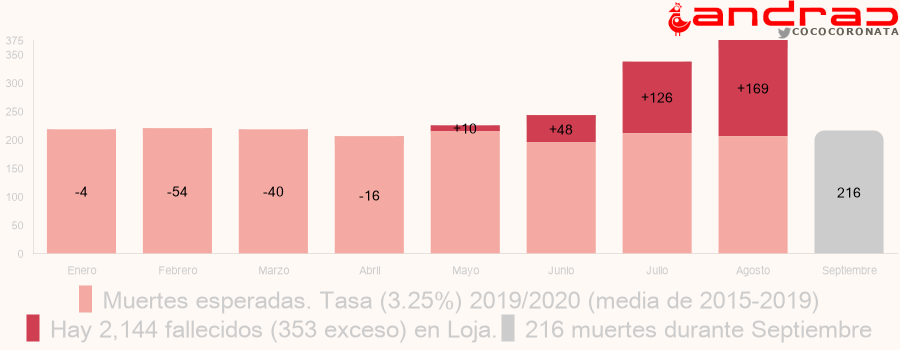 andrac
COCOCORONATA
375
355
300
250
200
150
100
50
0
-4
-54
-40
-16
+10
+48
+126
+169
216
Enero
Febrero
Marzo
Abril
Mayo
Junio
Julio
Agosto
Septiembre
Muertes esperadas. Tasa (3.25%) 2019/2020 (media de 2015-2019)
Hay 2,144 fallecidos (353 exceso) en Loja. 216 muertes durante Septiembre